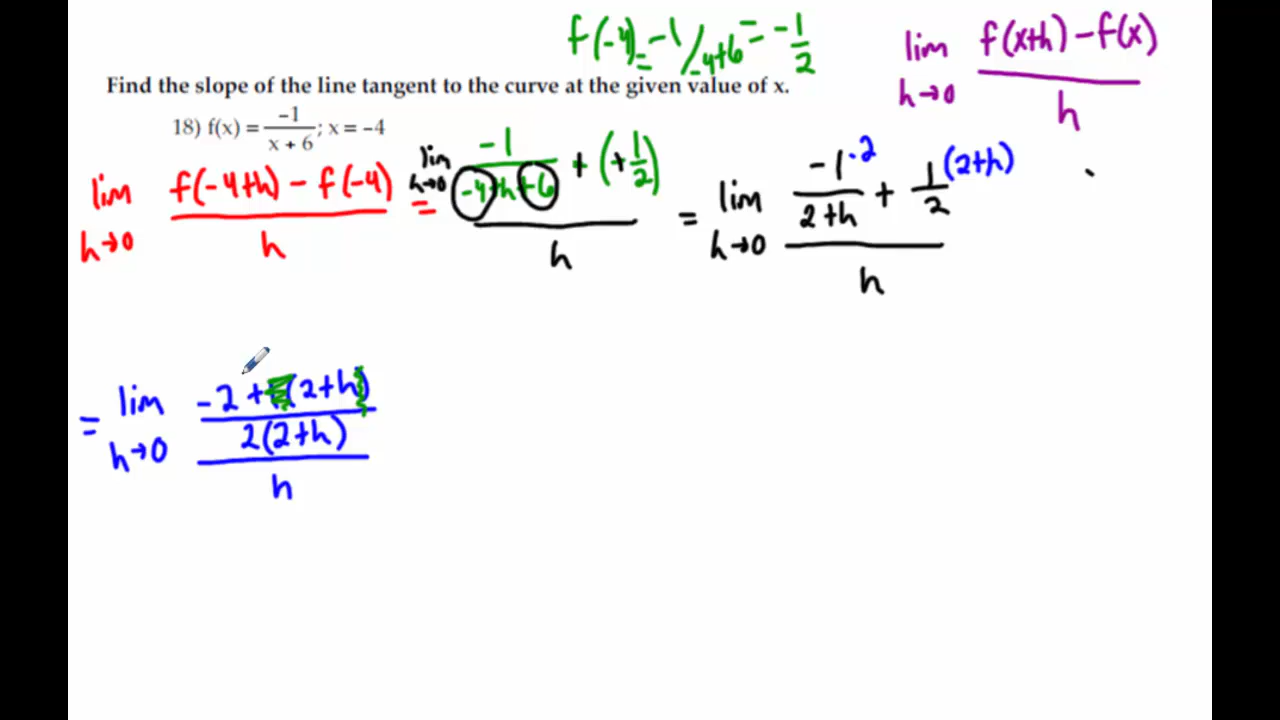 f(-4) = -1/-4+6 = -1/2
lim h→0 f(x+h) - f(x) / h
Find the slope of the line tangent to the curve at the given value of x.
18) f(x) = -1 / x + 6 ; x = -4
lim h→0 f(-4+h) - f(-4) / h
= lim h→0 -1 / -4+h+6 + (+1/2) / h
= lim h→0 -1·2 / 2+h + 1/2 (2+h) / h
= lim h→0 -2 + (2+h) / 2(2+h) / h